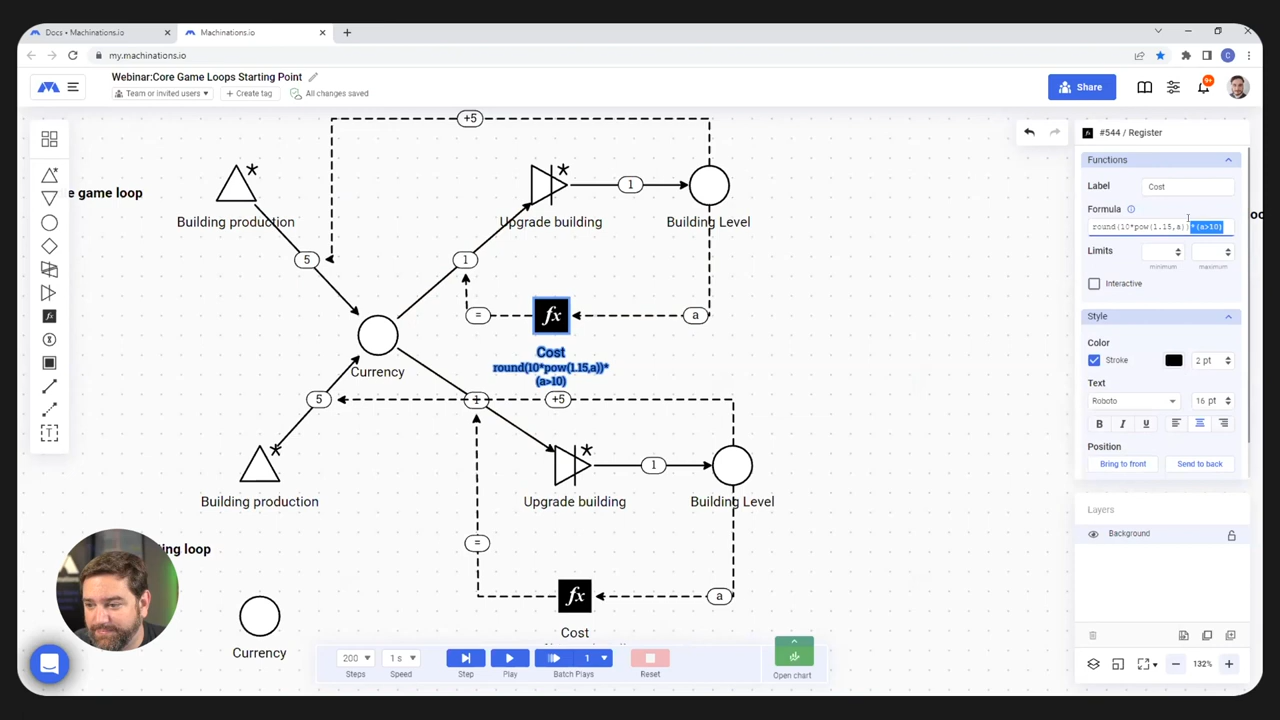 Docs • Machinations.io
Machinations.io
my.machinations.io
C
Webinar:Core Game Loops Starting Point
Team or invited users
+ Create tag
All changes saved
Share
9+
#544 / Register
Functions
Label
Cost
Formula
round(10*pow(1.15,a))*(a>10)
Limits
minimum
maximum
Interactive
Style
Color
Stroke
2 pt
Text
Roboto
16 pt
B
I
U
Position
Bring to front
Send to back
Layers
Background
132%
+5
e game loop
Building production
Upgrade building
1
Building Level
5
1
=
fx
a
Cost
round(10*pow(1.15,a))*
(a>10)
Currency
5
1
+5
Building production
Upgrade building
1
Building Level
ing loop
=
fx
a
Cost
Currency
200
Steps
1 s
Speed
Step
Play
1
Batch Plays
Reset
Open chart